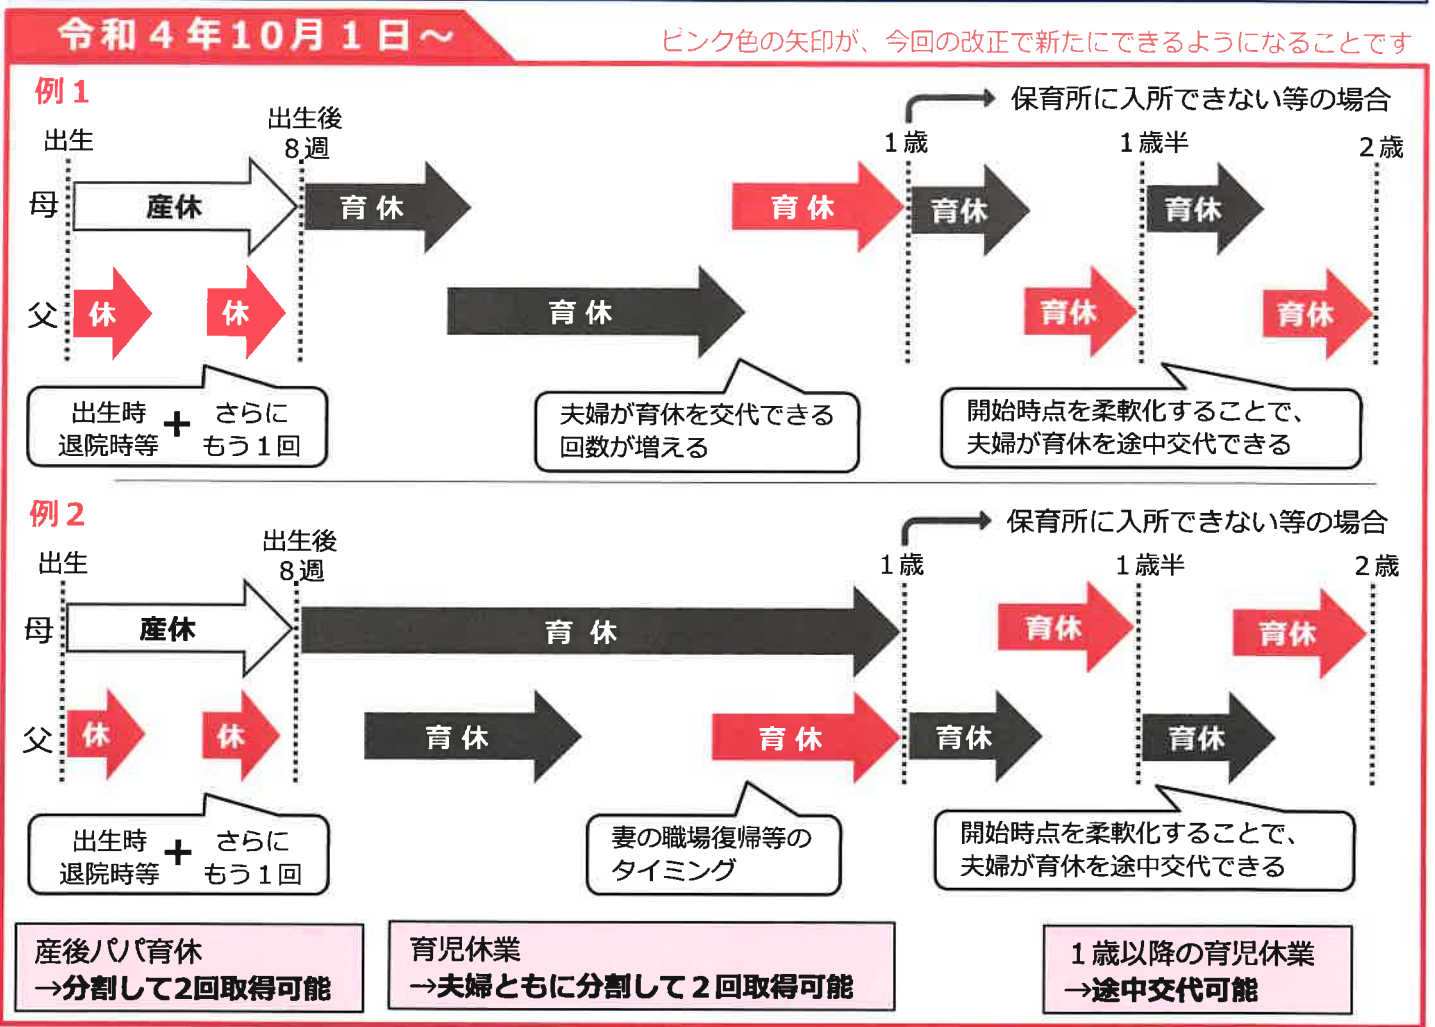 令和４年10月１日～
ピンク色の矢印が、今回の改正で新たにできるようになることです
例１
保育所に入所できない等の場合
出生
出生後
８週
１歳
１歳半
２歳
母
産休
育休
育休
育休
育休
父
休
休
育休
育休
育休
出生時
退院時等
＋
さらに
もう１回
夫婦が育休を交代できる
回数が増える
開始時点を柔軟化することで、
夫婦が育休を途中交代できる
例２
保育所に入所できない等の場合
出生
出生後
８週
１歳
１歳半
２歳
母
産休
育休
育休
育休
父
休
休
育休
育休
育休
育休
出生時
退院時等
＋
さらに
もう１回
妻の職場復帰等の
タイミング
開始時点を柔軟化することで、
夫婦が育休を途中交代できる
産後パパ育休
→分割して2回取得可能
育児休業
→夫婦ともに分割して２回取得可能
１歳以降の育児休業
→途中交代可能